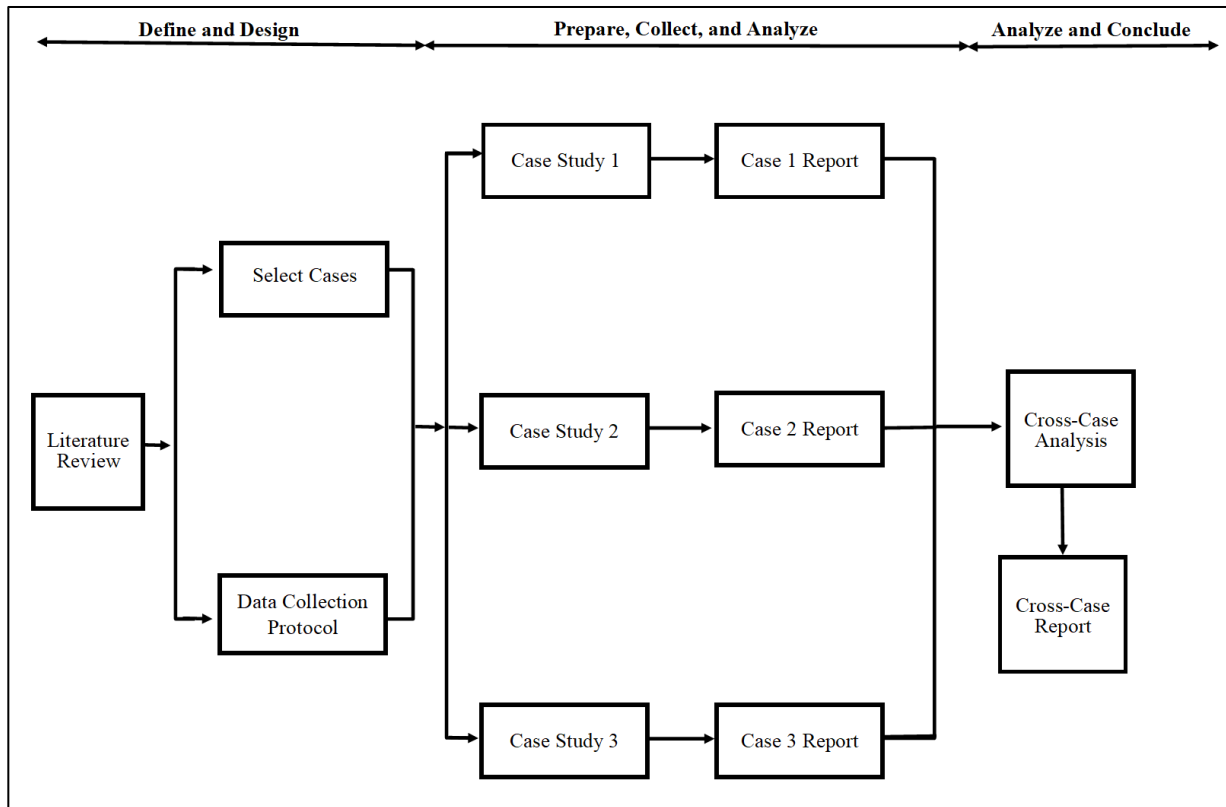 Define and Design
Prepare, Collect, and Analyze
Analyze and Conclude
Case Study 1
Case 1 Report
Select Cases
Literature
Review
Case Study 2
Case 2 Report
Cross-Case
Analysis
Data Collection
Protocol
Cross-Case
Report
Case Study 3
Case 3 Report